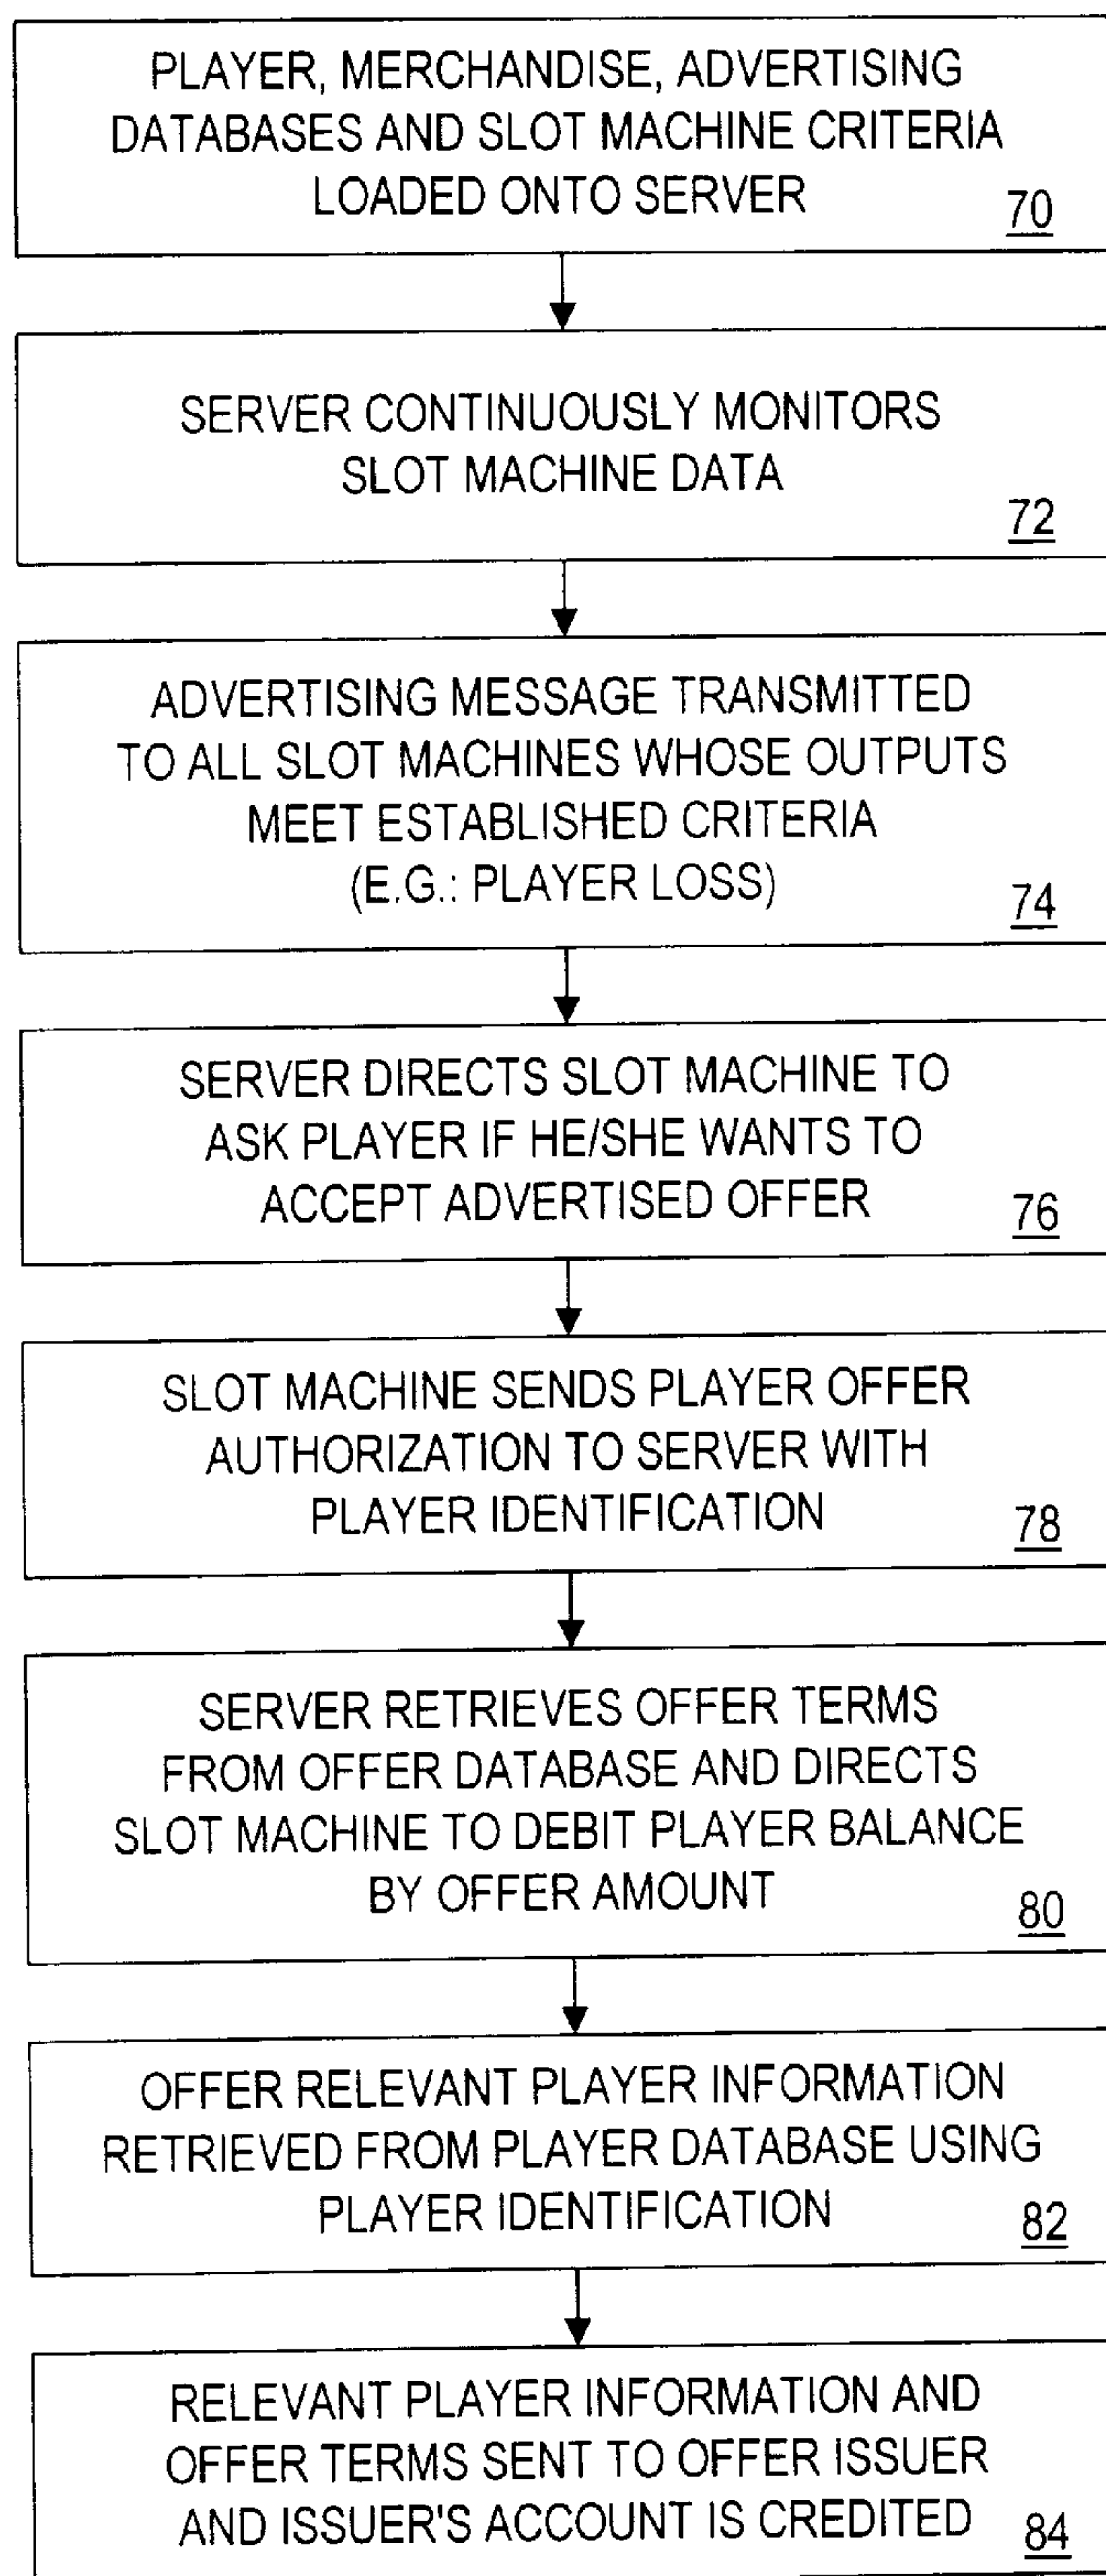 PLAYER, MERCHANDISE, ADVERTISING
DATABASES AND SLOT MACHINE CRITERIA
LOADED ONTO SERVER
70
SERVER CONTINUOUSLY MONITORS
SLOT MACHINE DATA
72
ADVERTISING MESSAGE TRANSMITTED
TO ALL SLOT MACHINES WHOSE OUTPUTS
MEET ESTABLISHED CRITERIA
(E.G.: PLAYER LOSS)
74
SERVER DIRECTS SLOT MACHINE TO
ASK PLAYER IF HE/SHE WANTS TO
ACCEPT ADVERTISED OFFER
76
SLOT MACHINE SENDS PLAYER OFFER
AUTHORIZATION TO SERVER WITH
PLAYER IDENTIFICATION
78
SERVER RETRIEVES OFFER TERMS
FROM OFFER DATABASE AND DIRECTS
SLOT MACHINE TO DEBIT PLAYER BALANCE
BY OFFER AMOUNT
80
OFFER RELEVANT PLAYER INFORMATION
RETRIEVED FROM PLAYER DATABASE USING
PLAYER IDENTIFICATION
82
RELEVANT PLAYER INFORMATION AND
OFFER TERMS SENT TO OFFER ISSUER
AND ISSUER'S ACCOUNT IS CREDITED
84